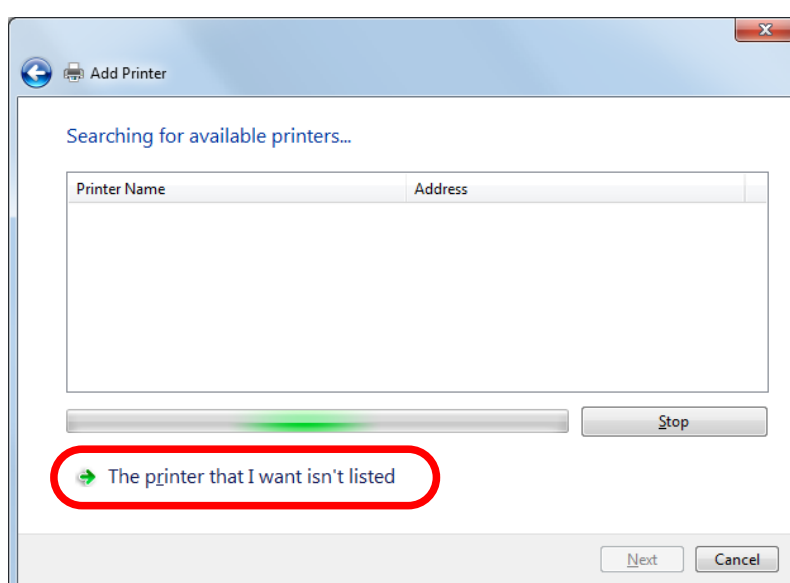 Add Printer
Searching for available printers...
Printer Name Address
Stop
The printer that I want isn't listed
Next Cancel